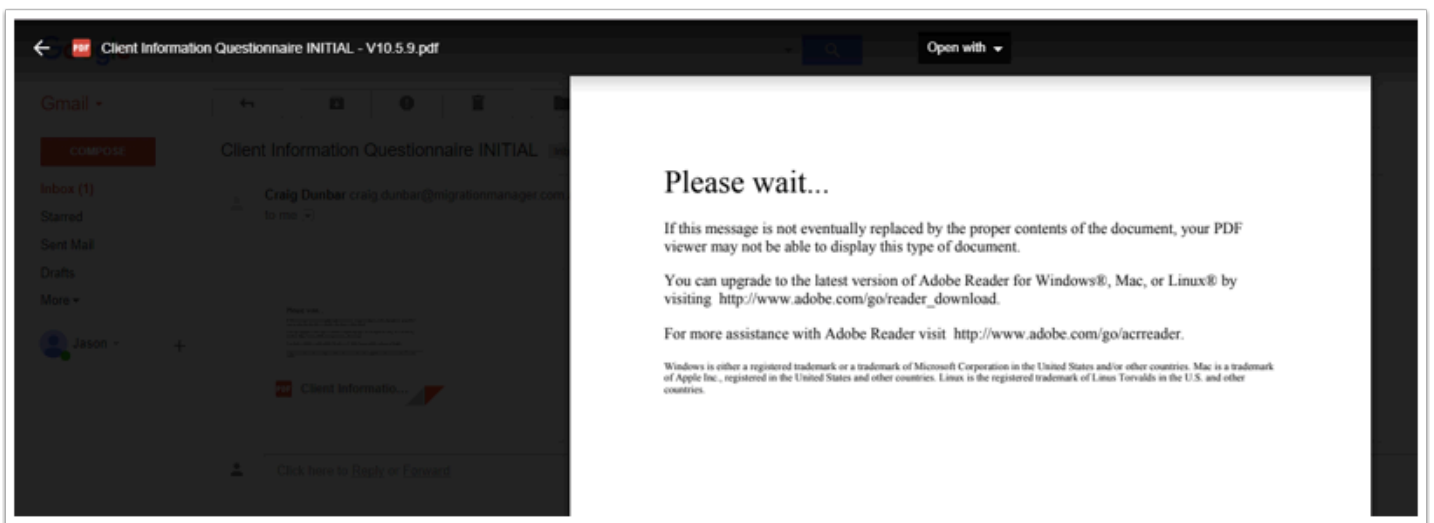 PDF Client Information Questionnaire INITIAL - V10.5.9.pdf
Open with
Gmail
COMPOSE
Client Information Questionnaire INITIAL
Inbox (1)
Craig Dunbar craig.dunbar@migrationmanager.com
Starred
to me
Sent Mail
Drafts
More
Jason
+
Please wait...
PDF Client Informatio...
Click here to Reply or Forward
Please wait...
If this message is not eventually replaced by the proper contents of the document, your PDF
viewer may not be able to display this type of document.
You can upgrade to the latest version of Adobe Reader for Windows®, Mac, or Linux® by
visiting http://www.adobe.com/go/reader_download.
For more assistance with Adobe Reader visit http://www.adobe.com/go/acrreader.
Windows is either a registered trademark or a trademark of Microsoft Corporation in the United States and/or other countries. Mac is a trademark
of Apple Inc., registered in the United States and other countries. Linux is the registered trademark of Linus Torvalds in the U.S. and other
countries.